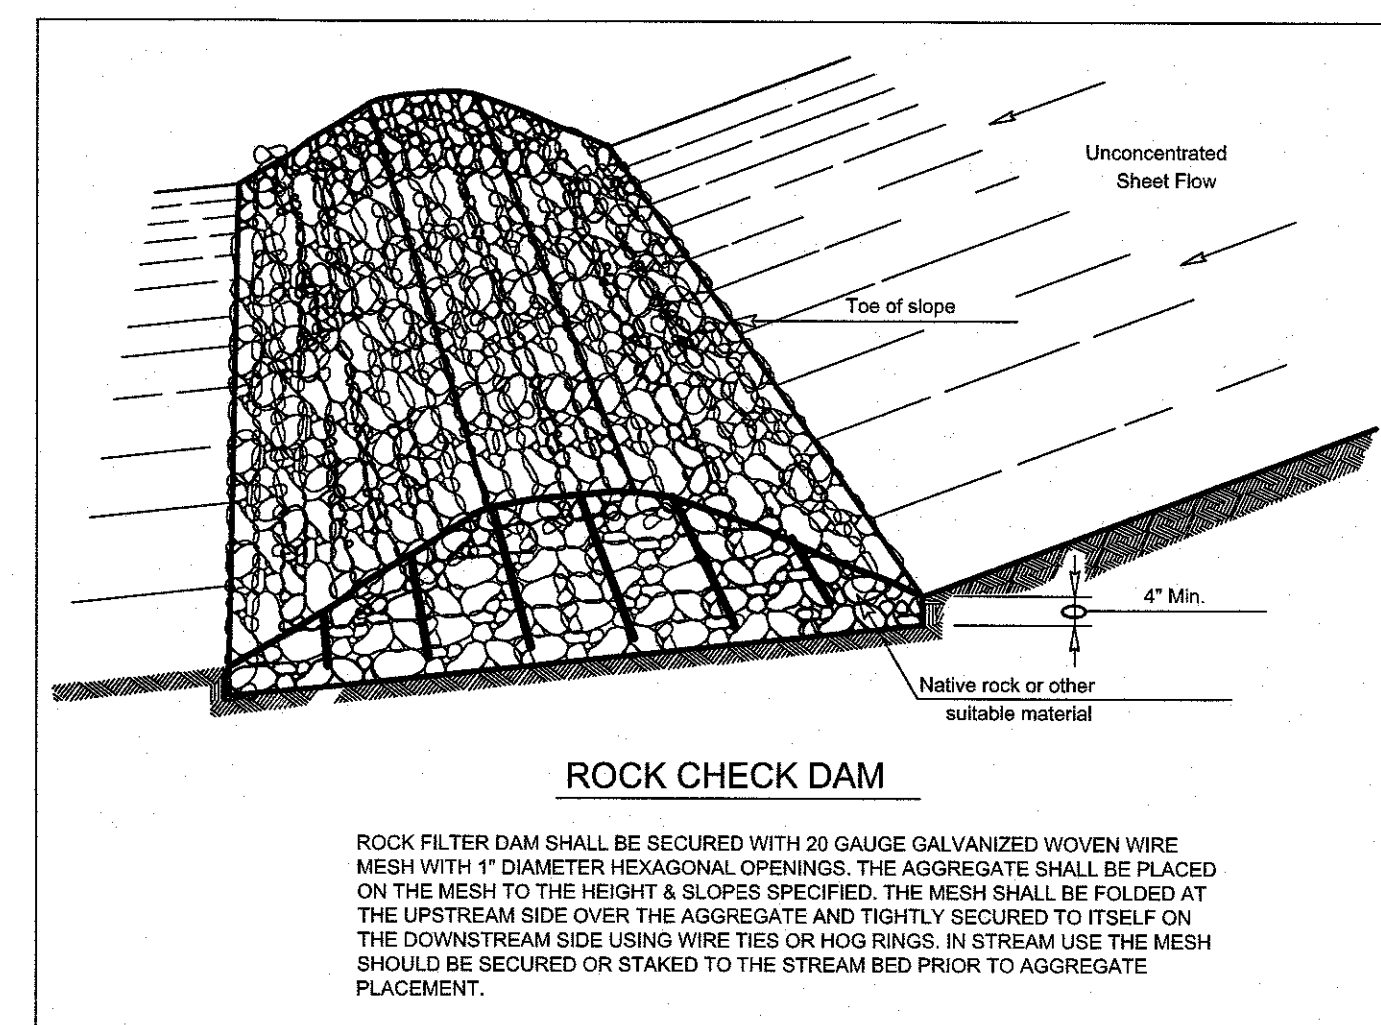 Unconcentrated
Sheet Flow
Toe of slope
4" Min.
Native rock or other
suitable material
ROCK CHECK DAM
ROCK FILTER DAM SHALL BE SECURED WITH 20 GAUGE GALVANIZED WOVEN WIRE
MESH WITH 1" DIAMETER HEXAGONAL OPENINGS. THE AGGREGATE SHALL BE PLACED
ON THE MESH TO THE HEIGHT & SLOPES SPECIFIED. THE MESH SHALL BE FOLDED AT
THE UPSTREAM SIDE OVER THE AGGREGATE AND TIGHTLY SECURED TO ITSELF ON
THE DOWNSTREAM SIDE USING WIRE TIES OR HOG RINGS. IN STREAM USE THE MESH
SHOULD BE SECURED OR STAKED TO THE STREAM BED PRIOR TO AGGREGATE
PLACEMENT.